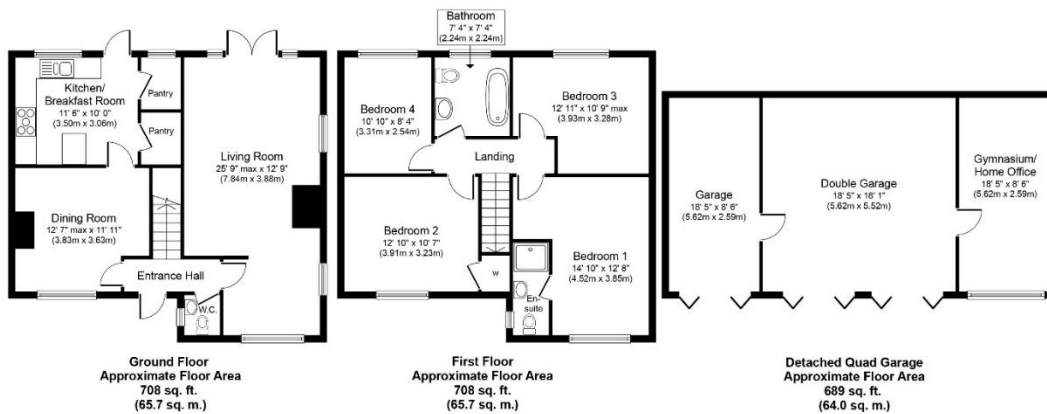 Kitchen/
Breakfast Room
11' 6" x 10' 0"
(3.50m x 3.06m)
Pantry
Pantry
Living Room
25' 9" max x 12' 9"
(7.84m x 3.88m)
Dining Room
12' 7" max x 11' 11"
(3.83m x 3.63m)
Entrance Hall
W.C.
Ground Floor
Approximate Floor Area
708 sq. ft.
(65.7 sq. m.)
Bathroom
7' 4" x 7' 4"
(2.24m x 2.24m)
Bedroom 4
10' 10" x 8' 4"
(3.31m x 2.54m)
Bedroom 3
12' 11" x 10' 9" max
(3.93m x 3.28m)
Landing
Bedroom 2
12' 10" x 10' 7"
(3.91m x 3.23m)
W
Bedroom 1
14' 10" x 12' 8"
(4.52m x 3.85m)
En-
suite
First Floor
Approximate Floor Area
708 sq. ft.
(65.7 sq. m.)
Garage
18' 5" x 8' 6"
(5.62m x 2.59m)
Double Garage
18' 5" x 18' 1"
(5.62m x 5.52m)
Gymnasium/
Home Office
18' 5" x 8' 6"
(5.62m x 2.59m)
Detached Quad Garage
Approximate Floor Area
689 sq. ft.
(64.0 sq. m.)